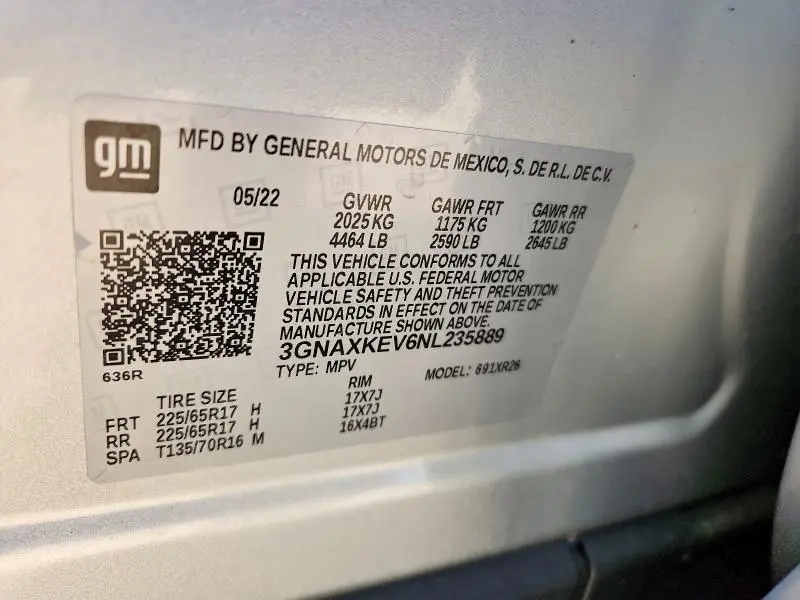 gm
MFD BY GENERAL MOTORS DE MEXICO, S. DE R.L. DE C.V.
05/22 GVWR GAWR FRT GAWR RR
2025 KG 1175 KG 1200 KG
4464 LB 2590 LB 2645 LB
THIS VEHICLE CONFORMS TO ALL
APPLICABLE U.S. FEDERAL MOTOR
VEHICLE SAFETY AND THEFT PREVENTION
STANDARDS IN EFFECT ON THE DATE OF
MANUFACTURE SHOWN ABOVE.
3GNAXKEV6NL235889
636R
TYPE: MPV MODEL: 691XR26
TIRE SIZE RIM
FRT 225/65R17 H 17X7J
RR 225/65R17 H 17X7J
SPA T135/70R16 M 16X4BT